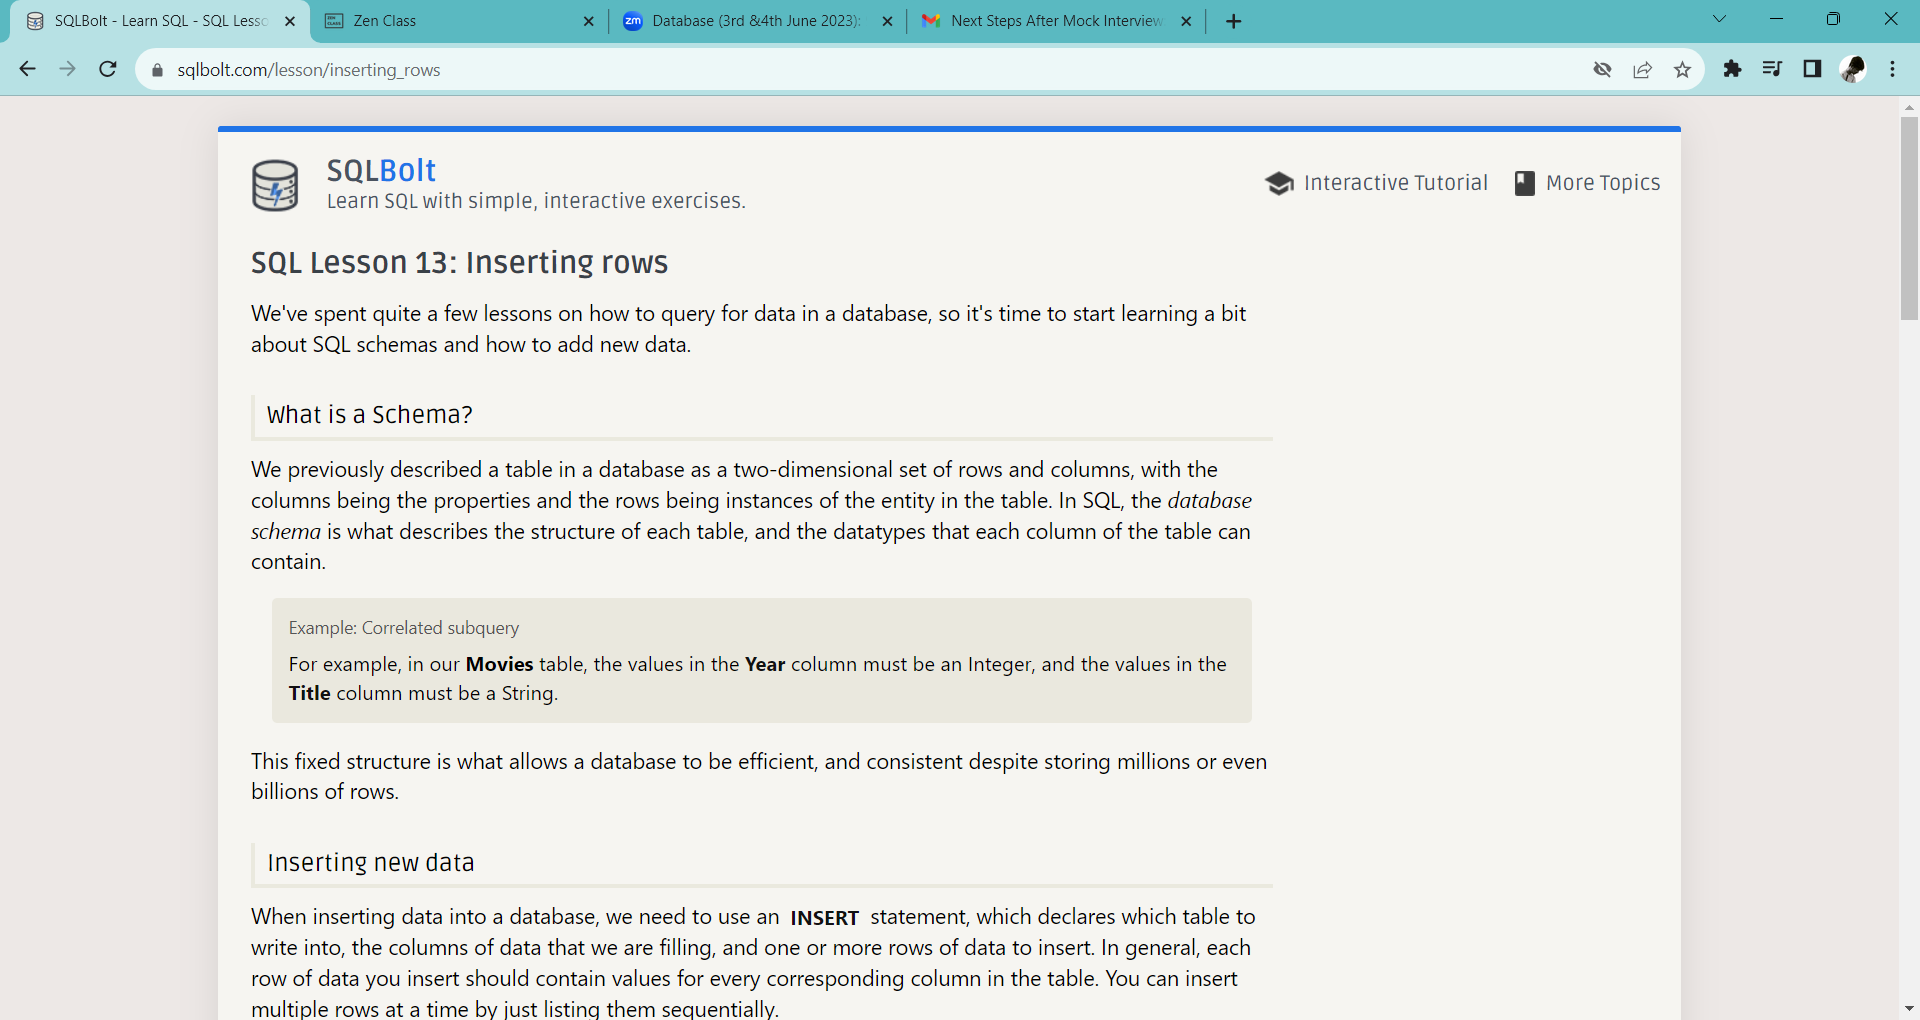 SQLBolt - Learn SQL - SQL Lesso
Zen Class
zm Database (3rd &4th June 2023):
Next Steps After Mock Interview
sqlbolt.com/lesson/inserting_rows
SQLBolt
Learn SQL with simple, interactive exercises.
Interactive Tutorial
More Topics
SQL Lesson 13: Inserting rows
We've spent quite a few lessons on how to query for data in a database, so it's time to start learning a bit
about SQL schemas and how to add new data.
What is a Schema?
We previously described a table in a database as a two-dimensional set of rows and columns, with the
columns being the properties and the rows being instances of the entity in the table. In SQL, the database
schema is what describes the structure of each table, and the datatypes that each column of the table can
contain.
Example: Correlated subquery
For example, in our Movies table, the values in the Year column must be an Integer, and the values in the
Title column must be a String.
This fixed structure is what allows a database to be efficient, and consistent despite storing millions or even
billions of rows.
Inserting new data
When inserting data into a database, we need to use an INSERT statement, which declares which table to
write into, the columns of data that we are filling, and one or more rows of data to insert. In general, each
row of data you insert should contain values for every corresponding column in the table. You can insert
multiple rows at a time by just listing them sequentially.